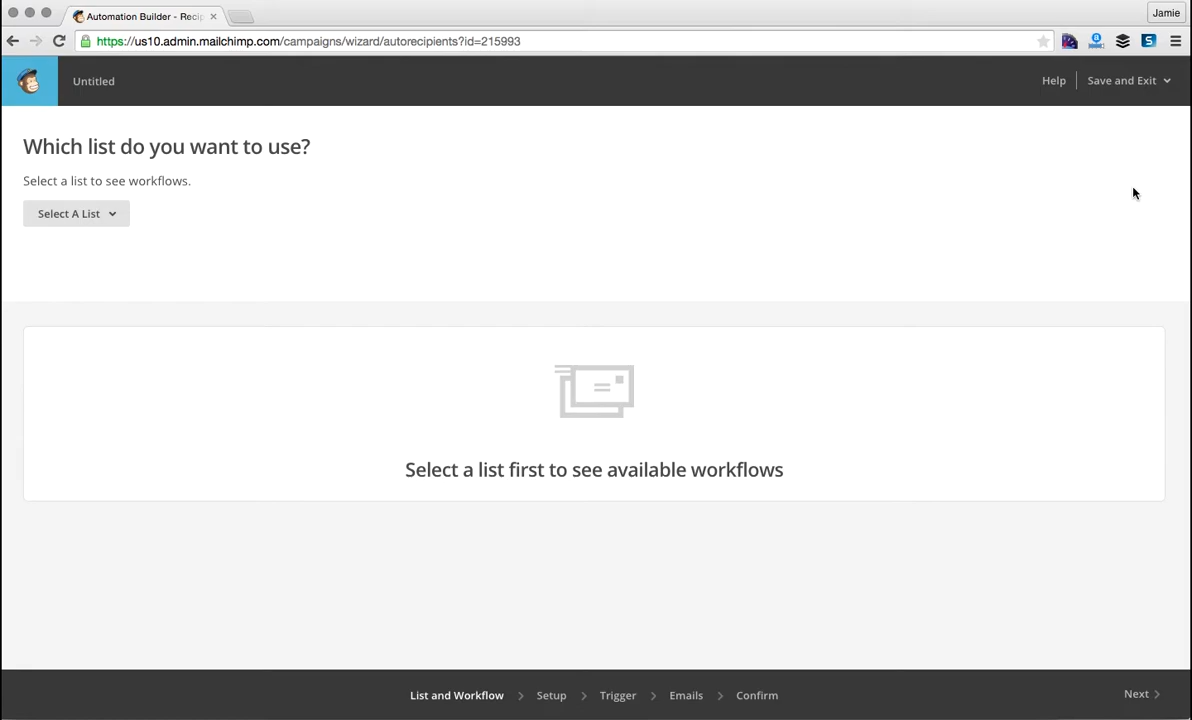 Automation Builder - Recip
Jamie
https://us10.admin.mailchimp.com/campaigns/wizard/autorecipients?id=215993
Untitled
Help
Save and Exit
Which list do you want to use?
Select a list to see workflows.
Select A List
Select a list first to see available workflows
List and Workflow > Setup > Trigger > Emails > Confirm
Next >